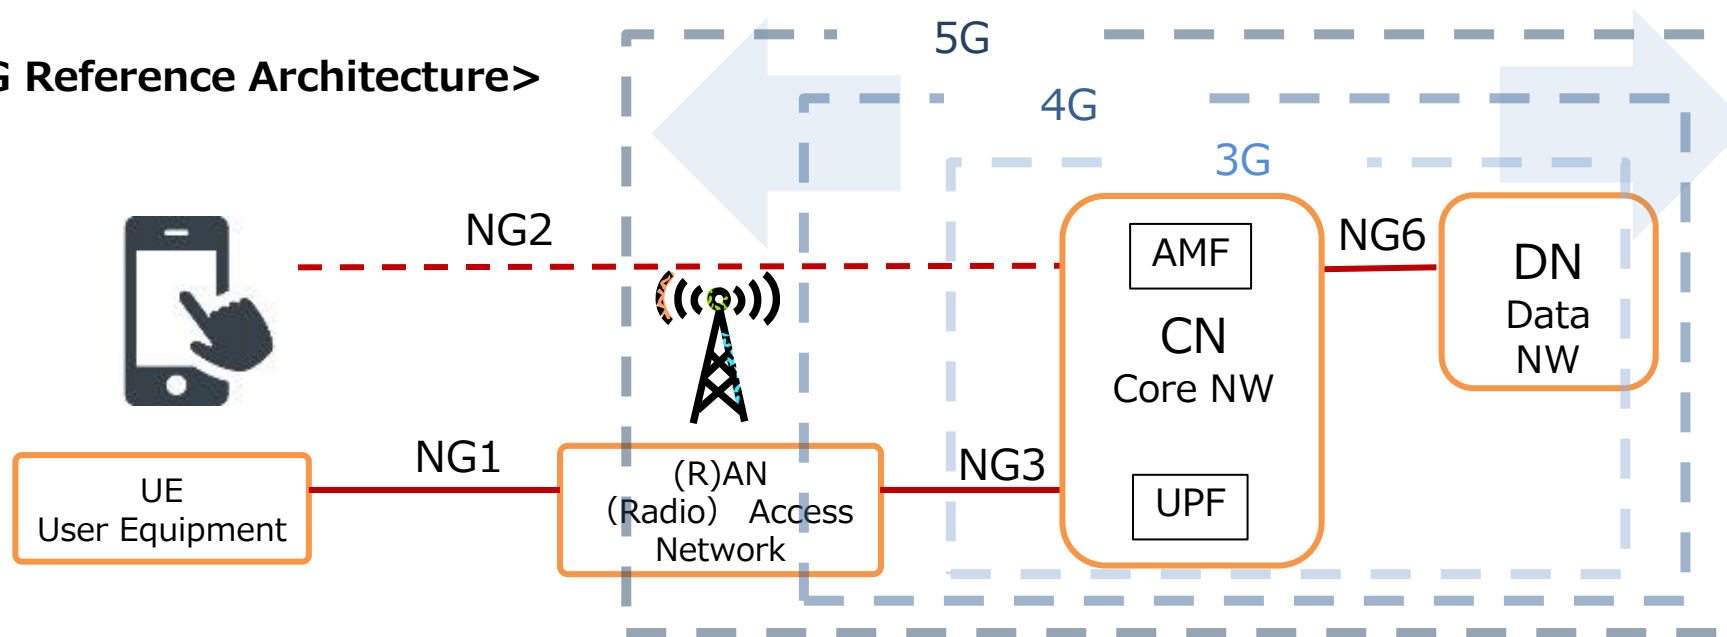 G Reference Architecture>
5G
4G
3G
NG2
AMF
NG6
DN
Data
NW
CN
Core NW
NG1
NG3
UPF
UE
User Equipment
(R)AN
（Radio） Access
Network